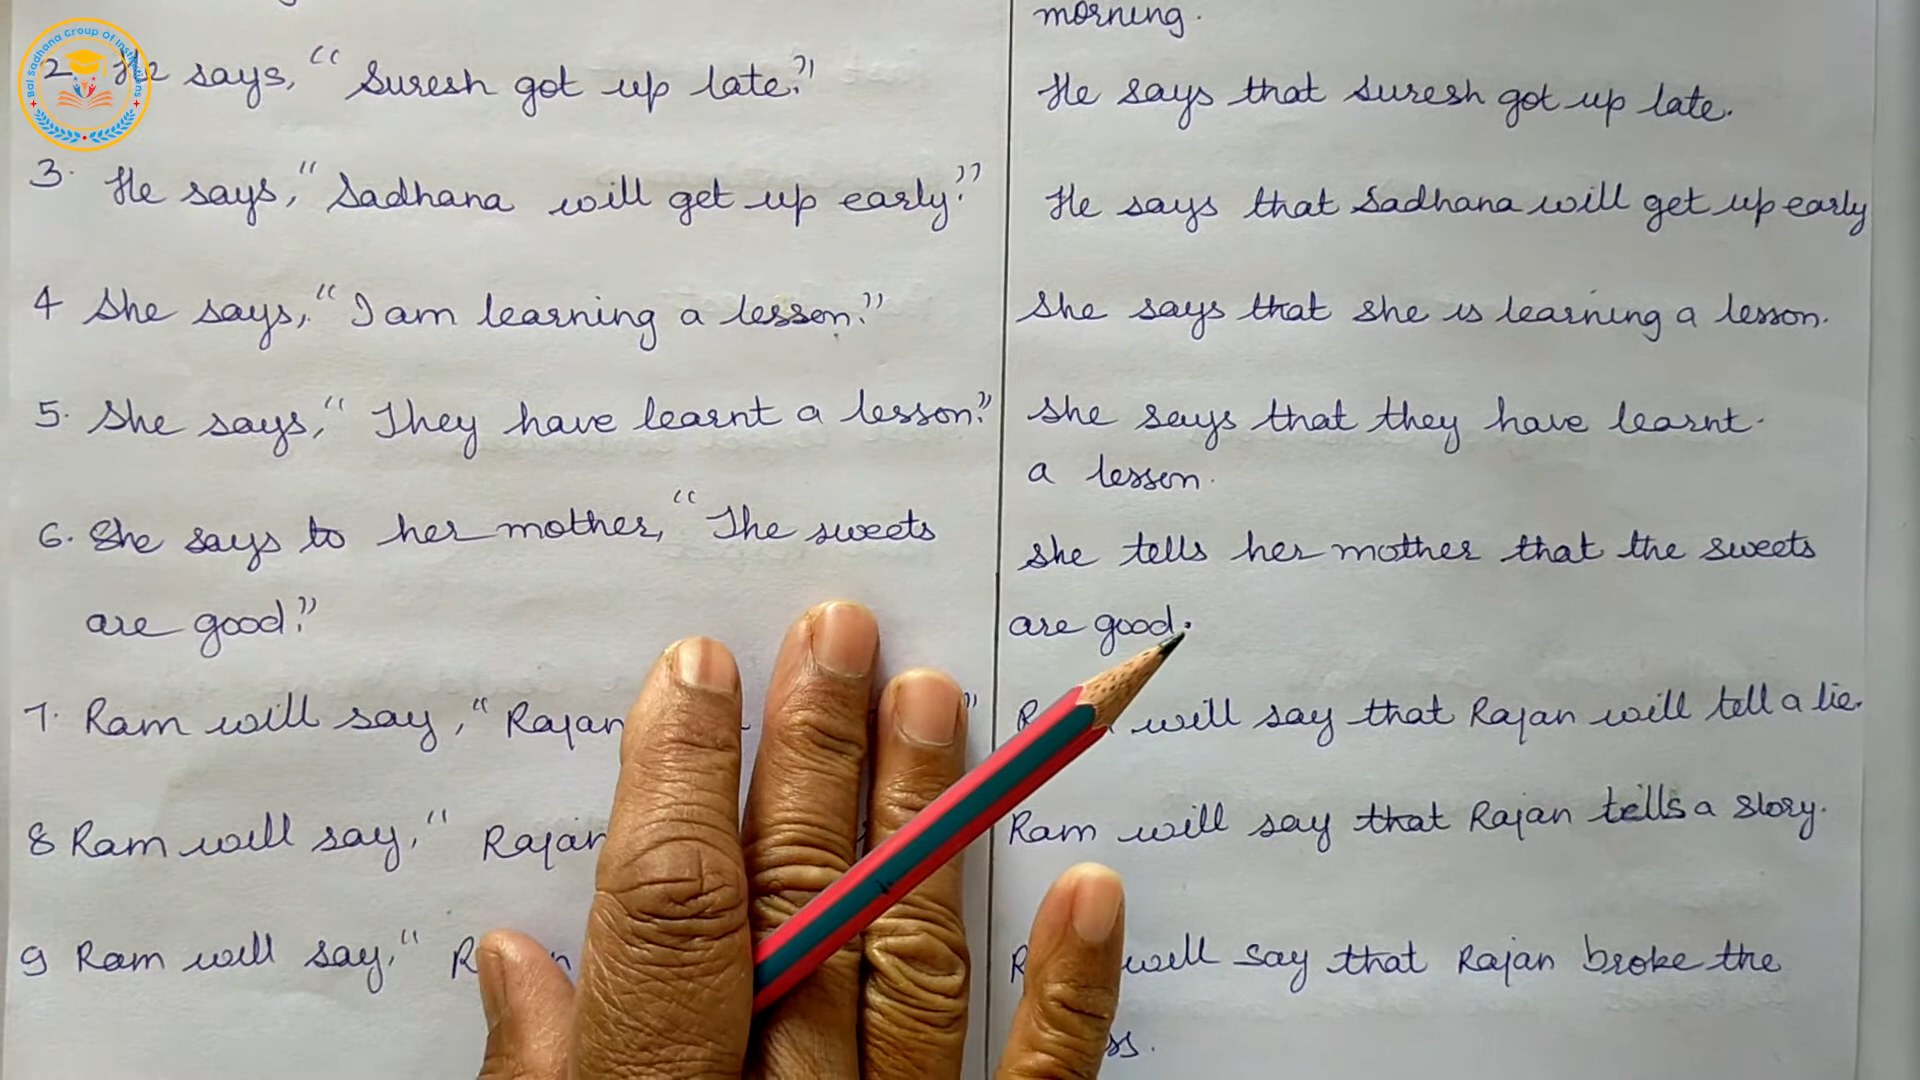 Bal Sadhana Group Of Institutions
2 He says, “Suresh got up late.”
3. He says, “Sadhana will get up early.”
4 She says, “I am learning a lesson.”
5. She says, “They have learnt a lesson.”
6. She says to her mother, “The sweets
are good.”
7. Ram will say, “Rajan
8 Ram will say, “Rajan
9 Ram will say, “
morning.
He says that Suresh got up late.
He says that Sadhana will get up early
She says that she is learning a lesson.
She says that they have learnt.
a lesson.
She tells her mother that the sweets
are good.
will say that Rajan will tell a lie.
Ram will say that Rajan tells a story.
will say that Rajan broke the